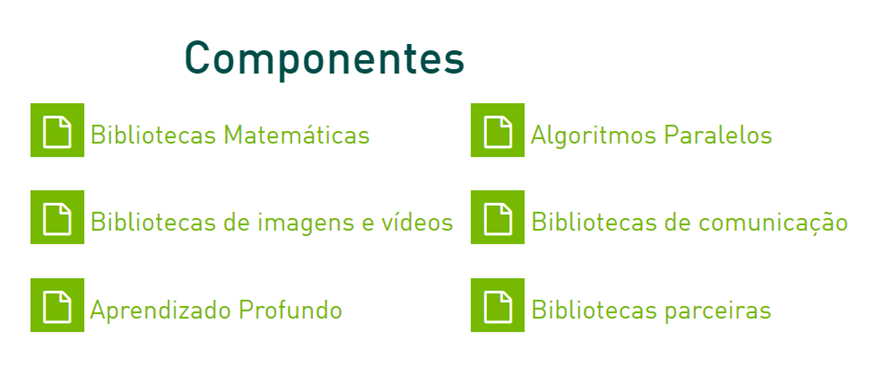 Componentes
Bibliotecas Matemáticas
Algoritmos Paralelos
Bibliotecas de imagens e vídeos
Bibliotecas de comunicação
Aprendizado Profundo
Bibliotecas parceiras